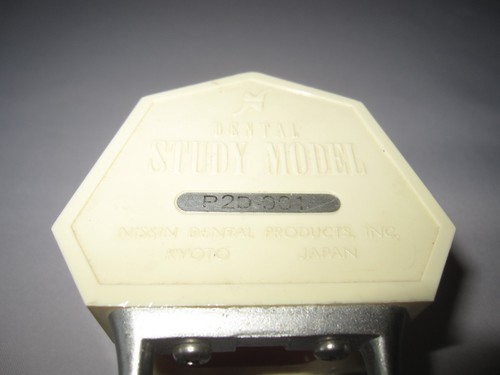 DENTAL
STUDY MODEL
P2D-001
NISSIN DENTAL PRODUCTS, INC
KYOTO JAPAN